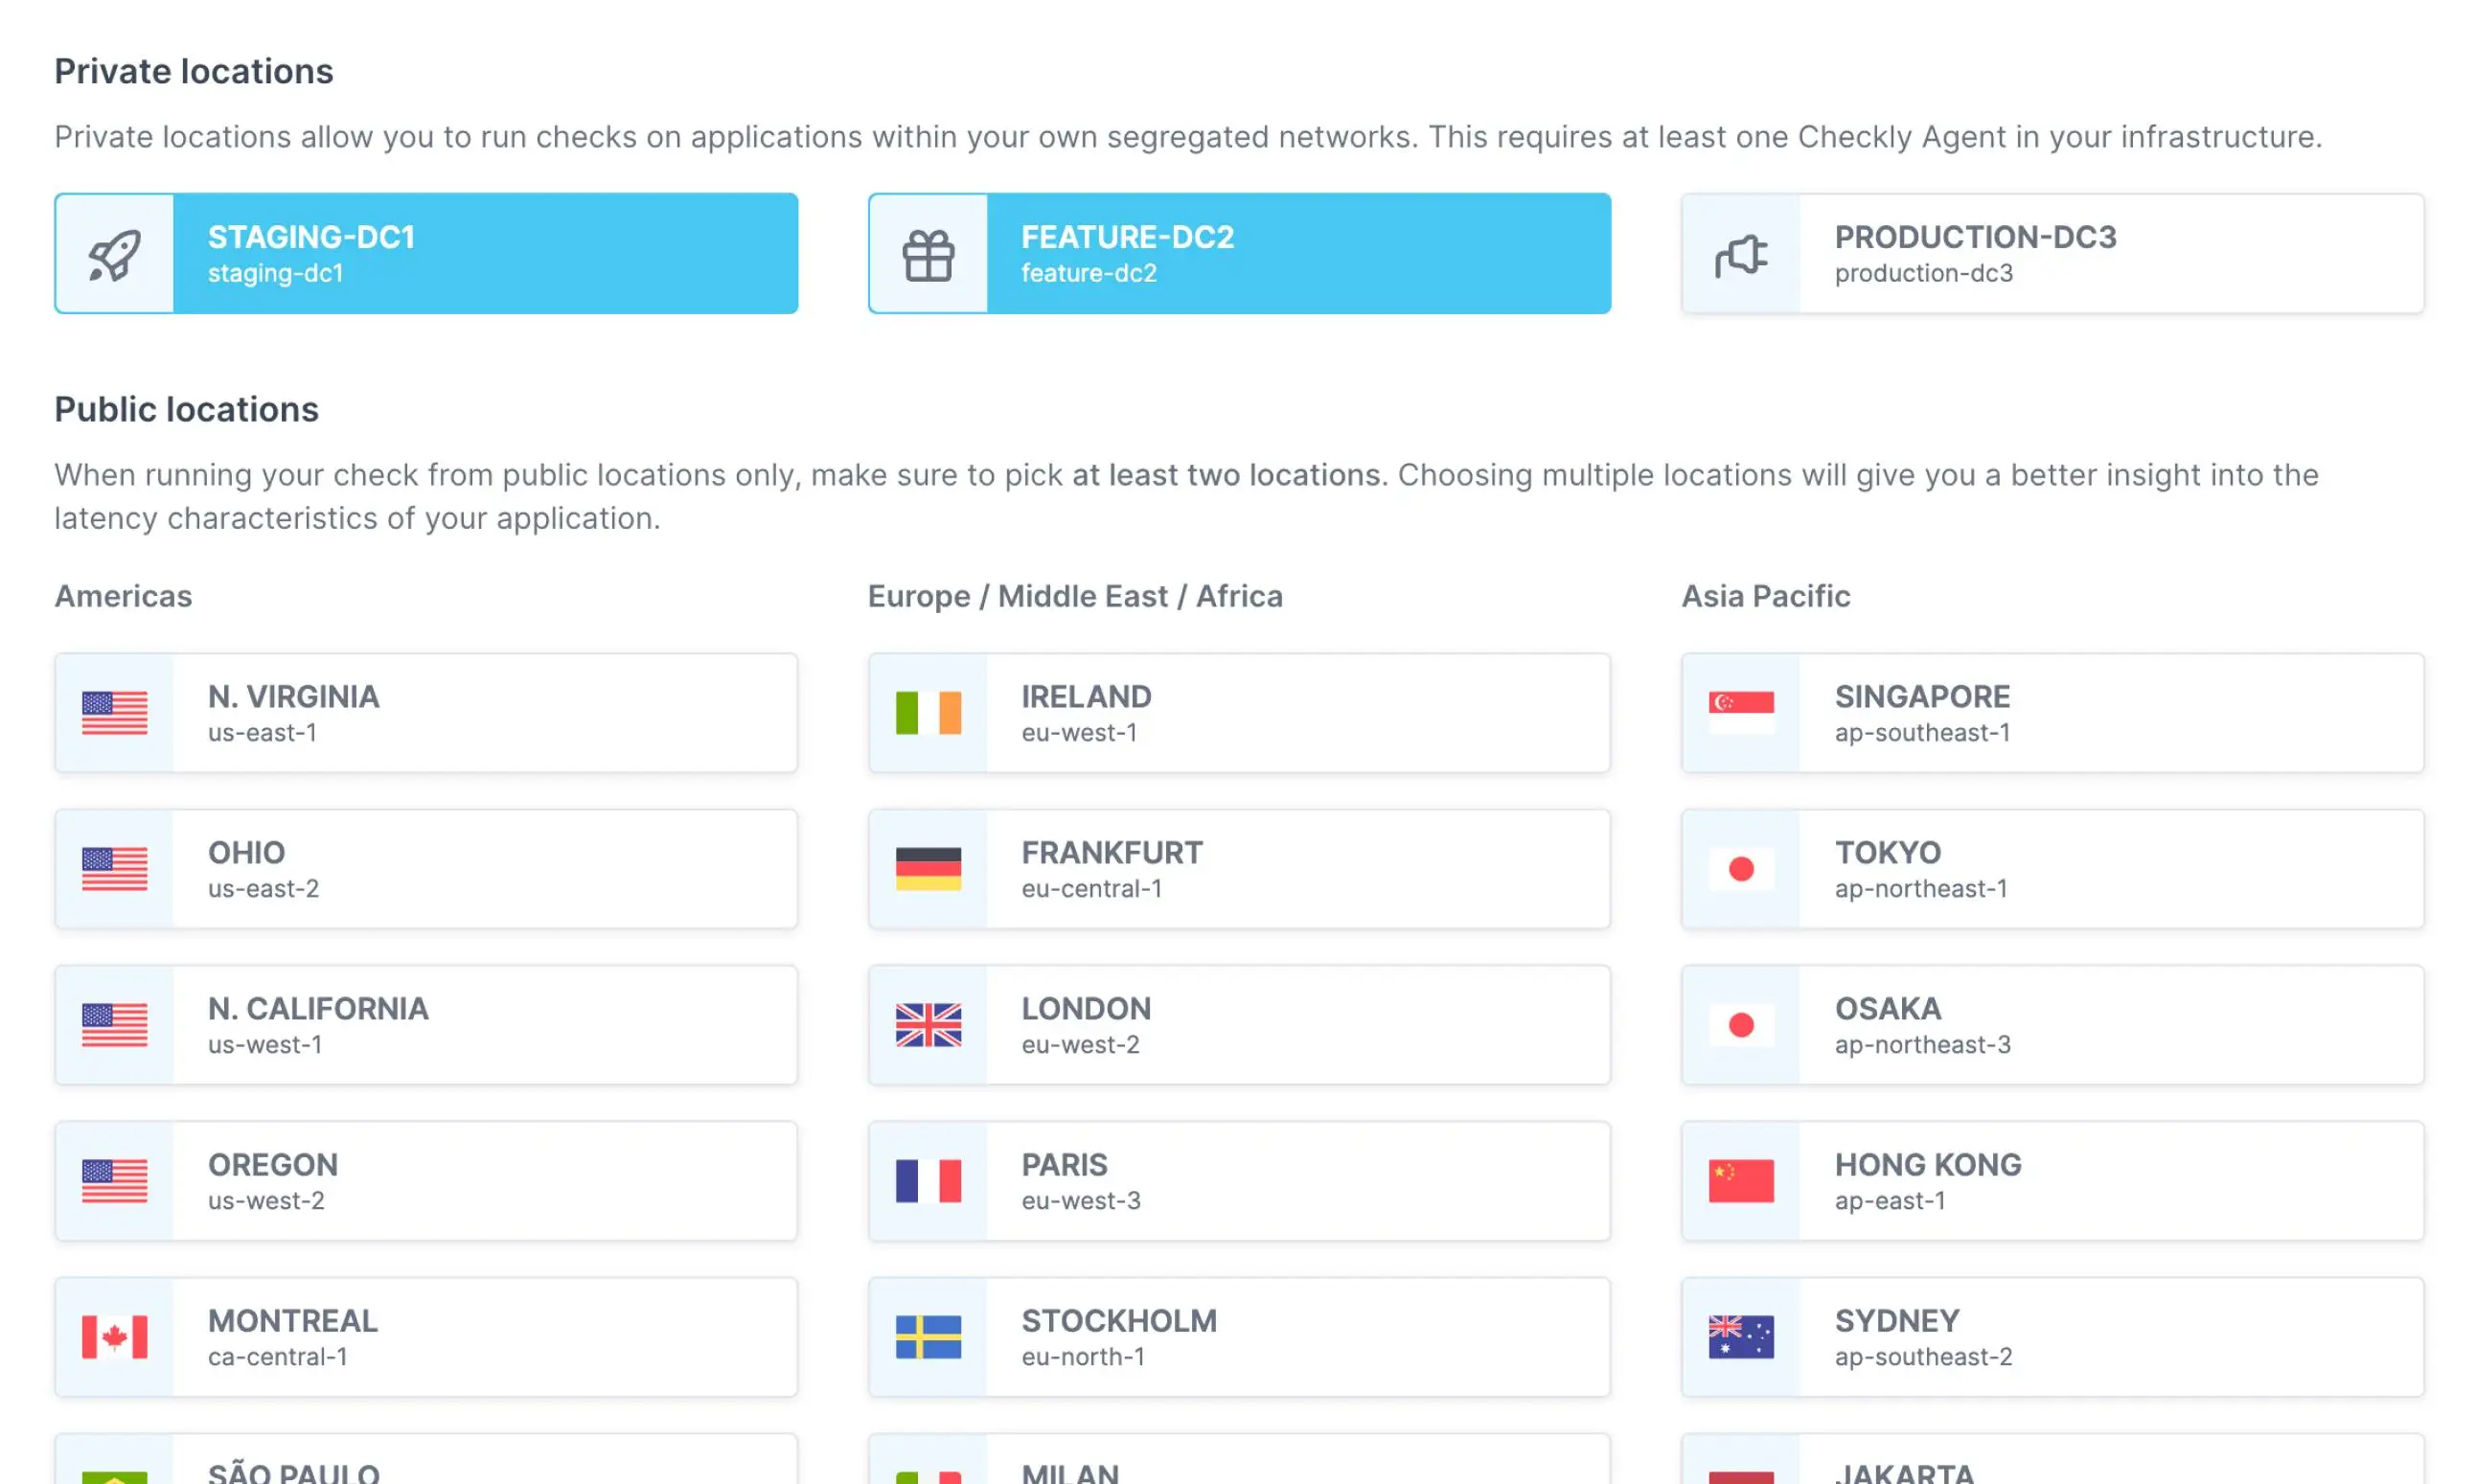 Private locations
Private locations allow you to run checks on applications within your own segregated networks. This requires at least one Checkly Agent in your infrastructure.
STAGING-DC1
staging-dc1
FEATURE-DC2
feature-dc2
PRODUCTION-DC3
production-dc3
Public locations
When running your check from public locations only, make sure to pick at least two locations. Choosing multiple locations will give you a better insight into the
latency characteristics of your application.
Americas
N. VIRGINIA
us-east-1
OHIO
us-east-2
N. CALIFORNIA
us-west-1
OREGON
us-west-2
MONTREAL
ca-central-1
SÃO PAULO
Europe / Middle East / Africa
IRELAND
eu-west-1
FRANKFURT
eu-central-1
LONDON
eu-west-2
PARIS
eu-west-3
STOCKHOLM
eu-north-1
MILAN
Asia Pacific
SINGAPORE
ap-southeast-1
TOKYO
ap-northeast-1
OSAKA
ap-northeast-3
HONG KONG
ap-east-1
SYDNEY
ap-southeast-2
JAKARTA